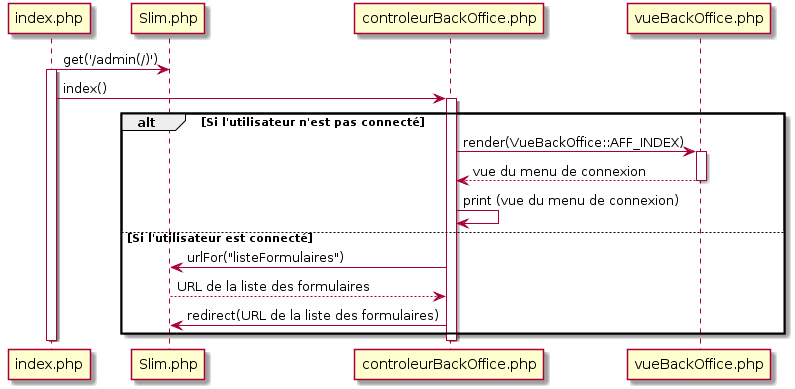 index.php
Slim.php
controleurBackOffice.php
vueBackOffice.php
get('/admin(/)')
index()
alt
[Si l'utilisateur n'est pas connecté]
render(VueBackOffice::AFF_INDEX)
vue du menu de connexion
print (vue du menu de connexion)
[Si l'utilisateur est connecté]
urlFor("listeFormulaires")
URL de la liste des formulaires
redirect(URL de la liste des formulaires)
index.php
Slim.php
controleurBackOffice.php
vueBackOffice.php